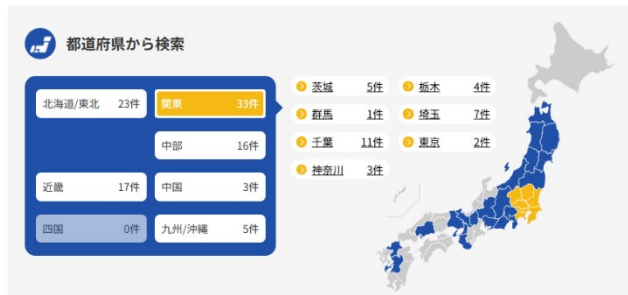 都道府県から検索
北海道/東北 23件
関東 33件
中部 16件
近畿 17件
中国 3件
四国 0件
九州/沖縄 5件
茨城 5件
栃木 4件
群馬 1件
埼玉 7件
千葉 11件
東京 2件
神奈川 3件